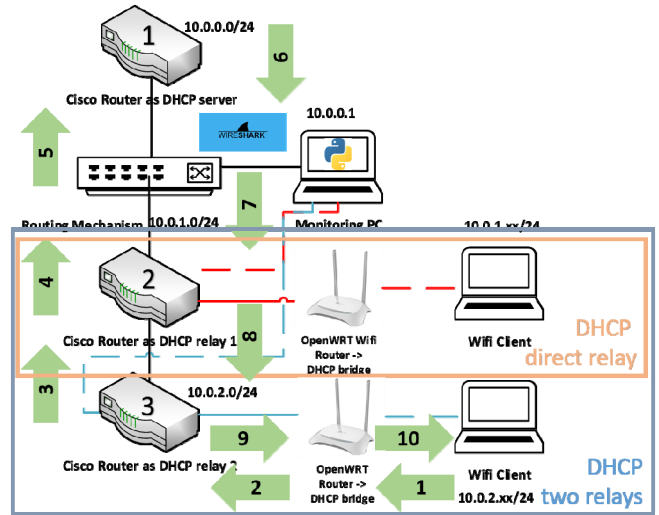 1
10.0.0.0/24
6
Cisco Router as DHCP server
10.0.0.1
WIRESHARK
5
7
Routing Mechanism
10.0.1.0/24
Monitoring PC
10.0.1.xx/24
4
2
Cisco Router as DHCP relay 1
8
OpenWRT Wifi
Router ->
DHCP bridge
Wifi Client
DHCP
direct relay
3
3
10.0.2.0/24
9
10
Cisco Router as DHCP relay 2
2
OpenWRT
Router ->
DHCP bridge
1
Wifi Client
10.0.2.xx/24
DHCP
two relays